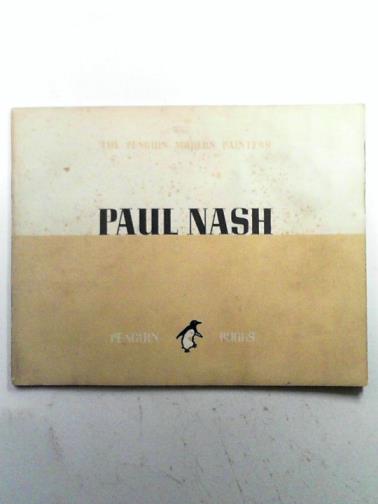 THE PENGUIN MODERN PAINTERS
PAUL NASH
PENGUIN BOOKS